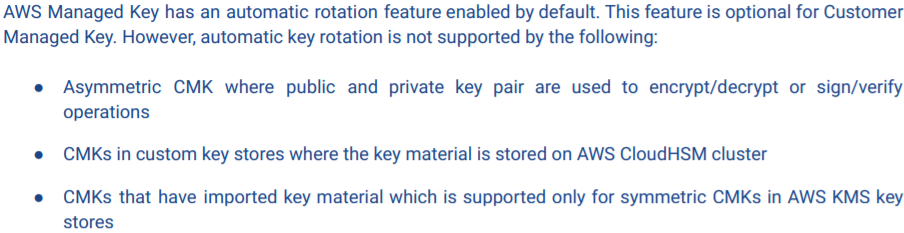 AWS Managed Key has an automatic rotation feature enabled by default. This feature is optional for Customer
Managed Key. However, automatic key rotation is not supported by the following:
● Asymmetric CMK where public and private key pair are used to encrypt/decrypt or sign/verify
operations
● CMKs in custom key stores where the key material is stored on AWS CloudHSM cluster
● CMKs that have imported key material which is supported only for symmetric CMKs in AWS KMS key
stores